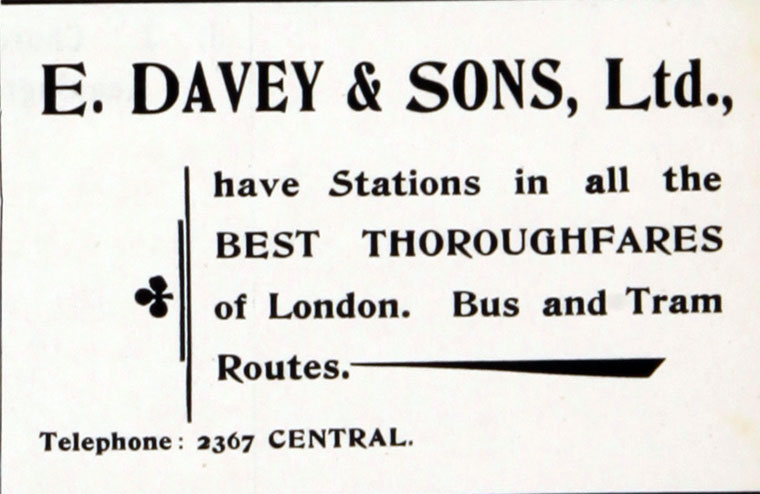 E. DAVEY & SONS, Ltd.,
have Stations in all the
BEST THOROUGHFARES
of London. Bus and Tram
Routes.
Telephone: 2367 CENTRAL.